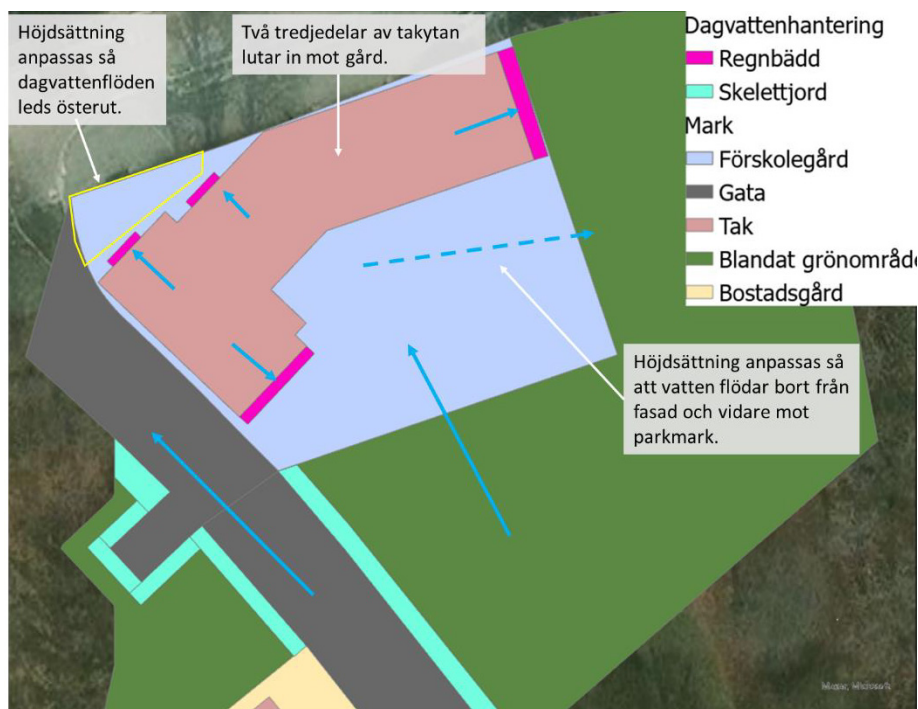 Höjdsättning
anpassas så
dagvattenflöden
leds österut.
Två tredjedelar av takytan
lutar in mot gård.
Dagvattenhantering
Regnbädd
Skelettjord
Mark
Förskolegård
Gata
Tak
Blandat grönområde
Bostadsgård
Höjdsättning anpassas så
att vatten flödar bort från
fasad och vidare mot
parkmark.
Microsoft